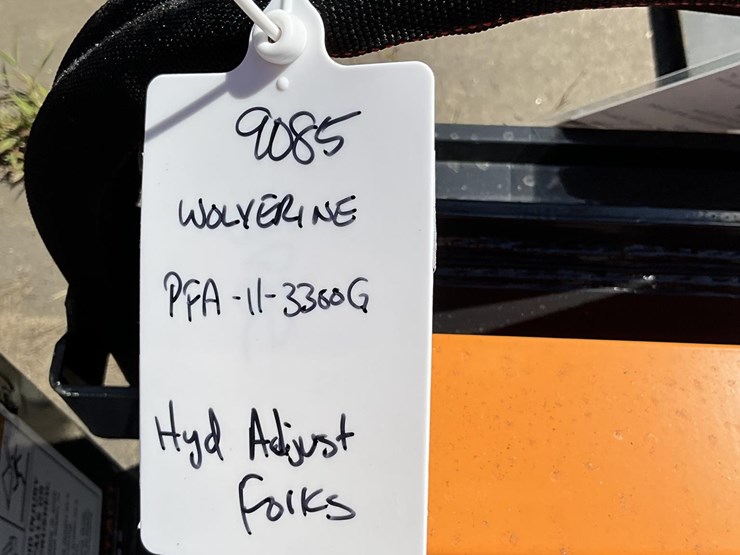 9085
WOLVERINE
PFA-11-3300G
Hyd Adjust
Forks